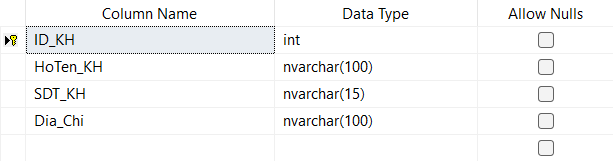 Column Name Data Type Allow Nulls
ID_KH int
HoTen_KH nvarchar(100)
SDT_KH nvarchar(15)
Dia_Chi nvarchar(100)